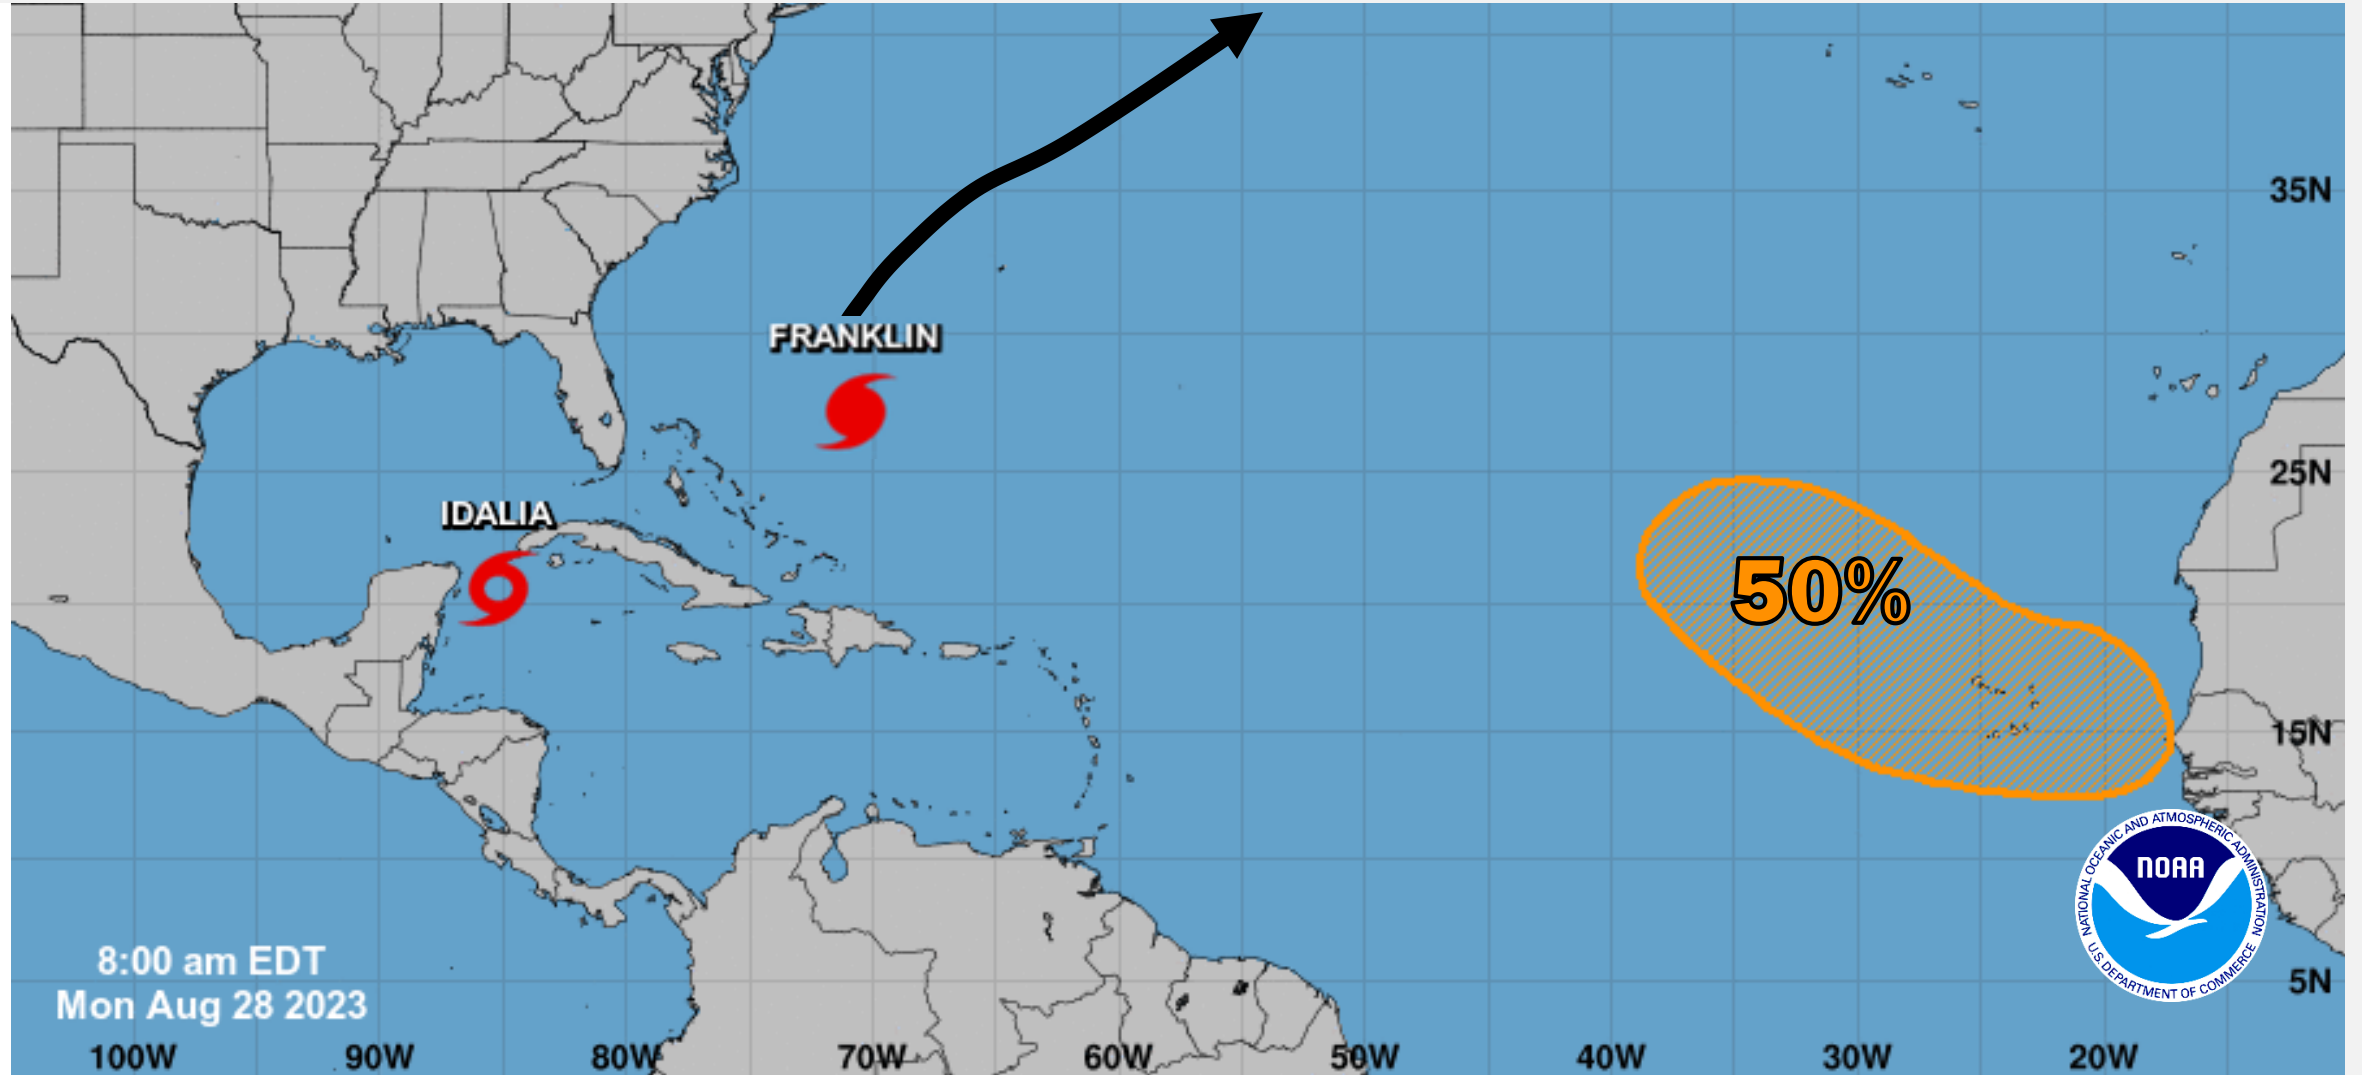 FRANKLIN
IDALIA
50%
35N
25N
15N
5N
NATIONAL OCEANIC AND ATMOSPHERIC ADMINISTRATION
NOAA
U.S. DEPARTMENT OF COMMERCE
8:00 am EDT
Mon Aug 28 2023
100W 90W 80W 70W 60W 50W 40W 30W 20W